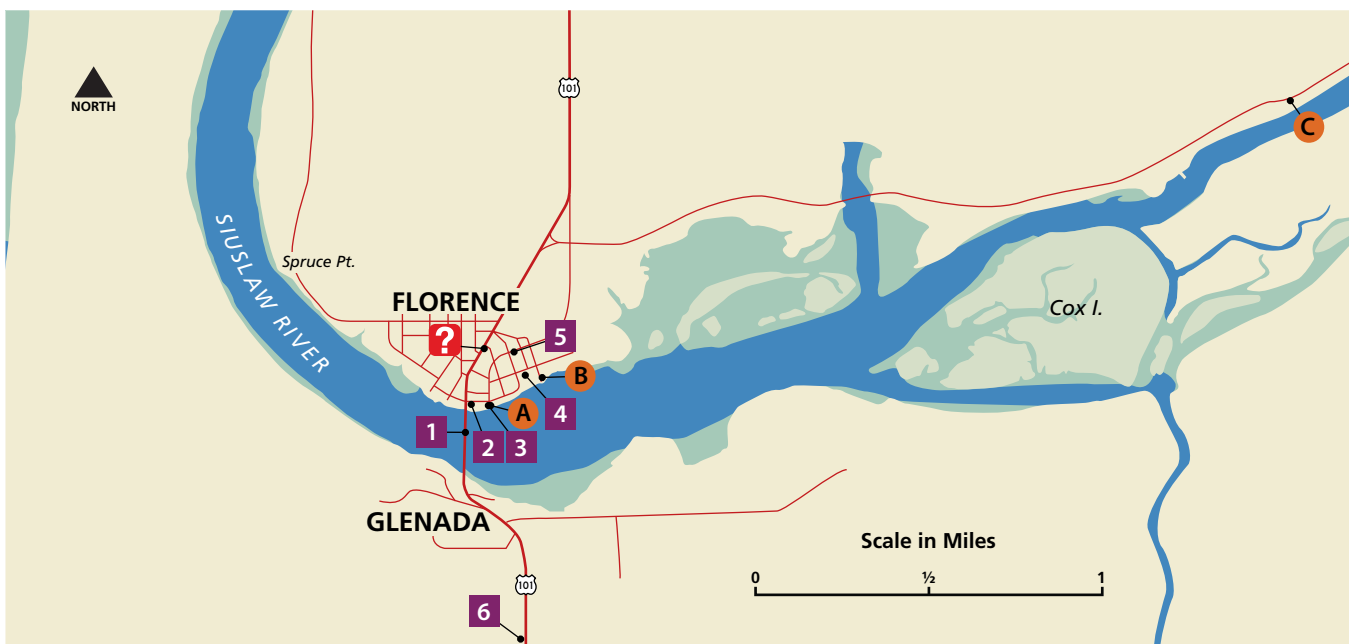 101
NORTH
C
SIUSLAW RIVER
Spruce Pt.
FLORENCE
Cox I.
?
5
B
A
4
1
2
3
GLENADA
Scale in Miles
0 ½ 1
101
6